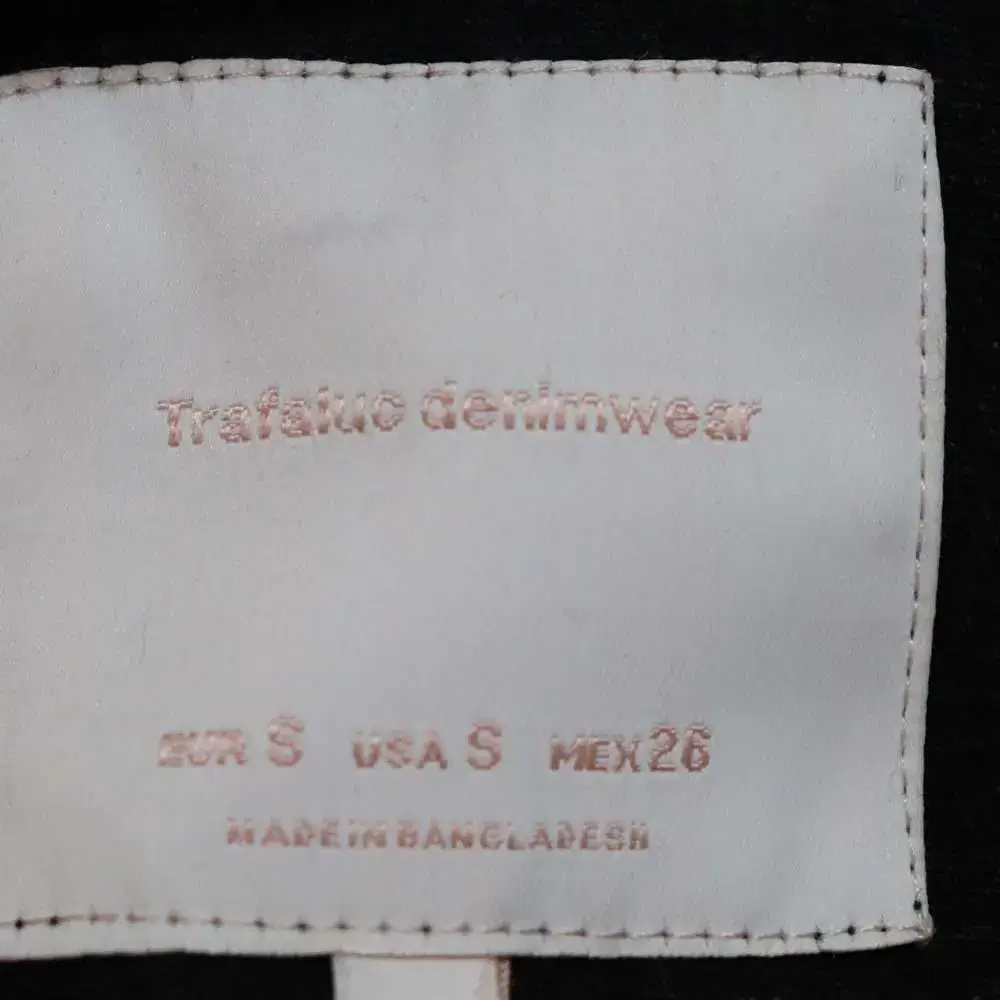 Trafaluc denimwear
EUR S USA S MEX 26
MADE IN BANGLADESH